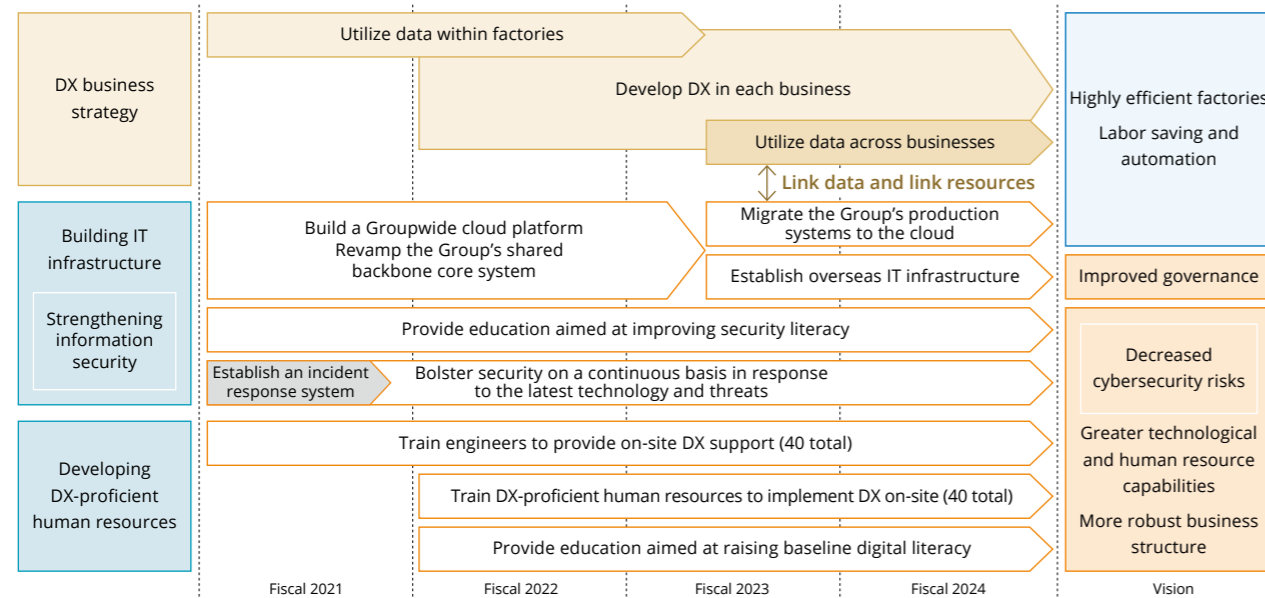 DX business
strategy
Utilize data within factories
Develop DX in each business
Utilize data across businesses
Link data and link resources
Highly efficient factories
Labor saving and
automation
Building IT
infrastructure
Strengthening
information
security
Build a Groupwide cloud platform
Revamp the Group's shared
backbone core system
Migrate the Group's production
systems to the cloud
Establish overseas IT infrastructure
Improved governance
Provide education aimed at improving security literacy
Establish an incident
response system
Bolster security on a continuous basis in response
to the latest technology and threats
Decreased
cybersecurity risks
Developing
DX-proficient
human resources
Train engineers to provide on-site DX support (40 total)
Train DX-proficient human resources to implement DX on-site (40 total)
Provide education aimed at raising baseline digital literacy
Greater technological
and human resource
capabilities
More robust business
structure
Fiscal 2021
Fiscal 2022
Fiscal 2023
Fiscal 2024
Vision